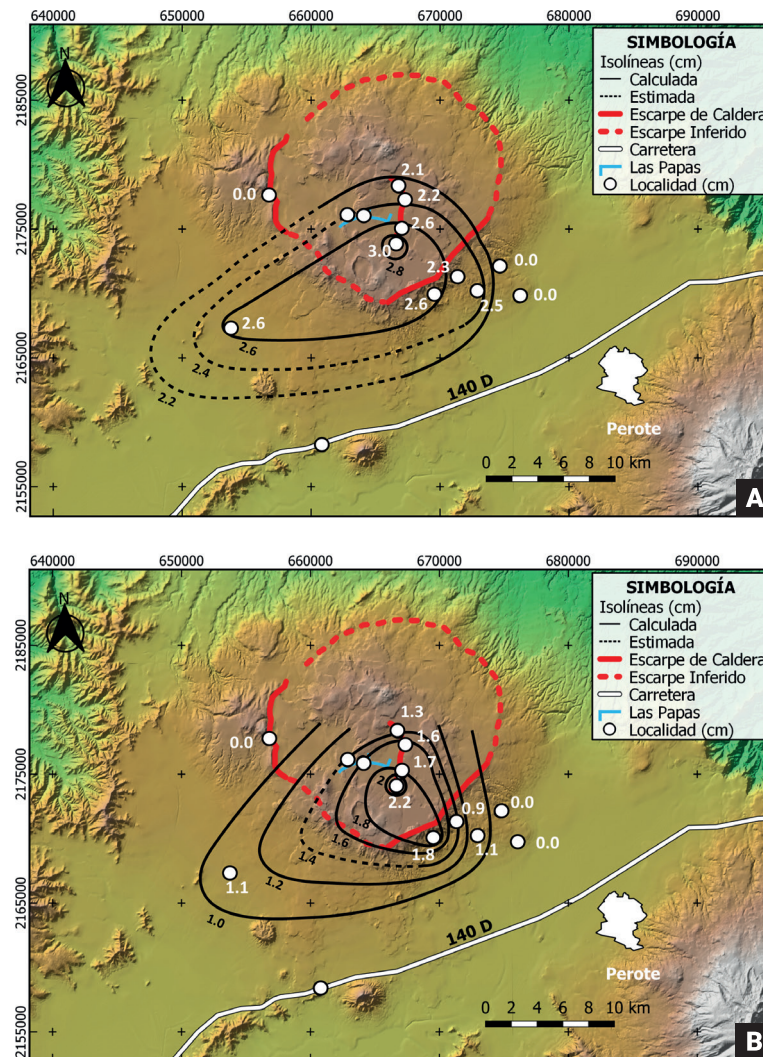 640000 650000 660000 670000 680000 690000
N
SIMBOLOGÍA
Isolíneas (cm)
Calculada
Estimada
Escarpe de Caldera
Escarpe Inferido
Carretera
Las Papas
Localidad (cm)
2185000
2175000
2165000
2155000
0.0
2.1
2.2
2.6
3.0
2.8
2.3
0.0
2.6
2.5
0.0
2.6
2.6
2.4
2.2
140 D
Perote
0 2 4 6 8 10 km
A
640000 650000 660000 670000 680000 690000
N
SIMBOLOGÍA
Isolíneas (cm)
Calculada
Estimada
Escarpe de Caldera
Escarpe Inferido
Carretera
Las Papas
Localidad (cm)
2185000
2175000
2165000
2155000
0.0
1.3
1.6
1.7
2.2
0.9
0.0
1.8
1.8
1.1
0.0
1.6
1.4
1.2
1.1
1.0
140 D
Perote
0 2 4 6 8 10 km
B